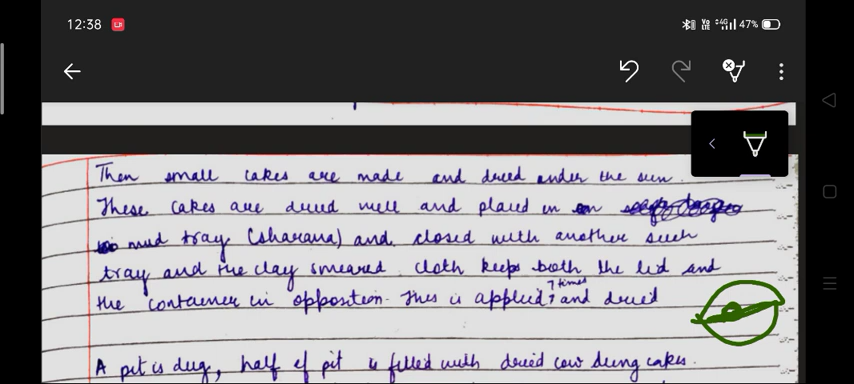 12:38
4G 47%
Then small cakes are made and dried under the sun.
These cakes are dried well and placed in
mud tray (sharana) and closed with another such
tray and the clay smeared cloth keeps both the lid and
the container in opposition. This is applied 7 times and dried
A pit is dug, half of pit is filled with dried cow dung cakes.